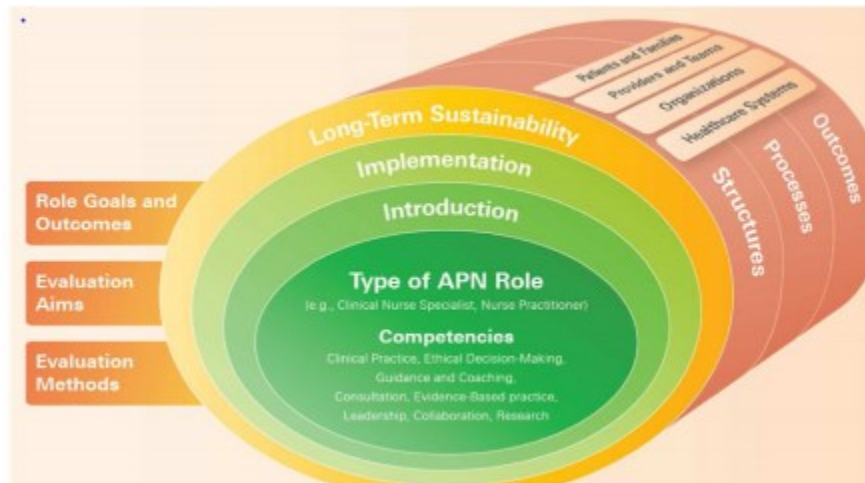 Patients and Families
Providers and Teams
Organizations
Healthcare Systems
Outcomes
Processes
Structures
Long-Term Sustainability
Implementation
Introduction
Role Goals and
Outcomes
Evaluation
Aims
Evaluation
Methods
Type of APN Role
(e.g., Clinical Nurse Specialist, Nurse Practitioner)
Competencies
Clinical Practice, Ethical Decision-Making,
Guidance and Coaching,
Consultation, Evidence-Based practice,
Leadership, Collaboration, Research